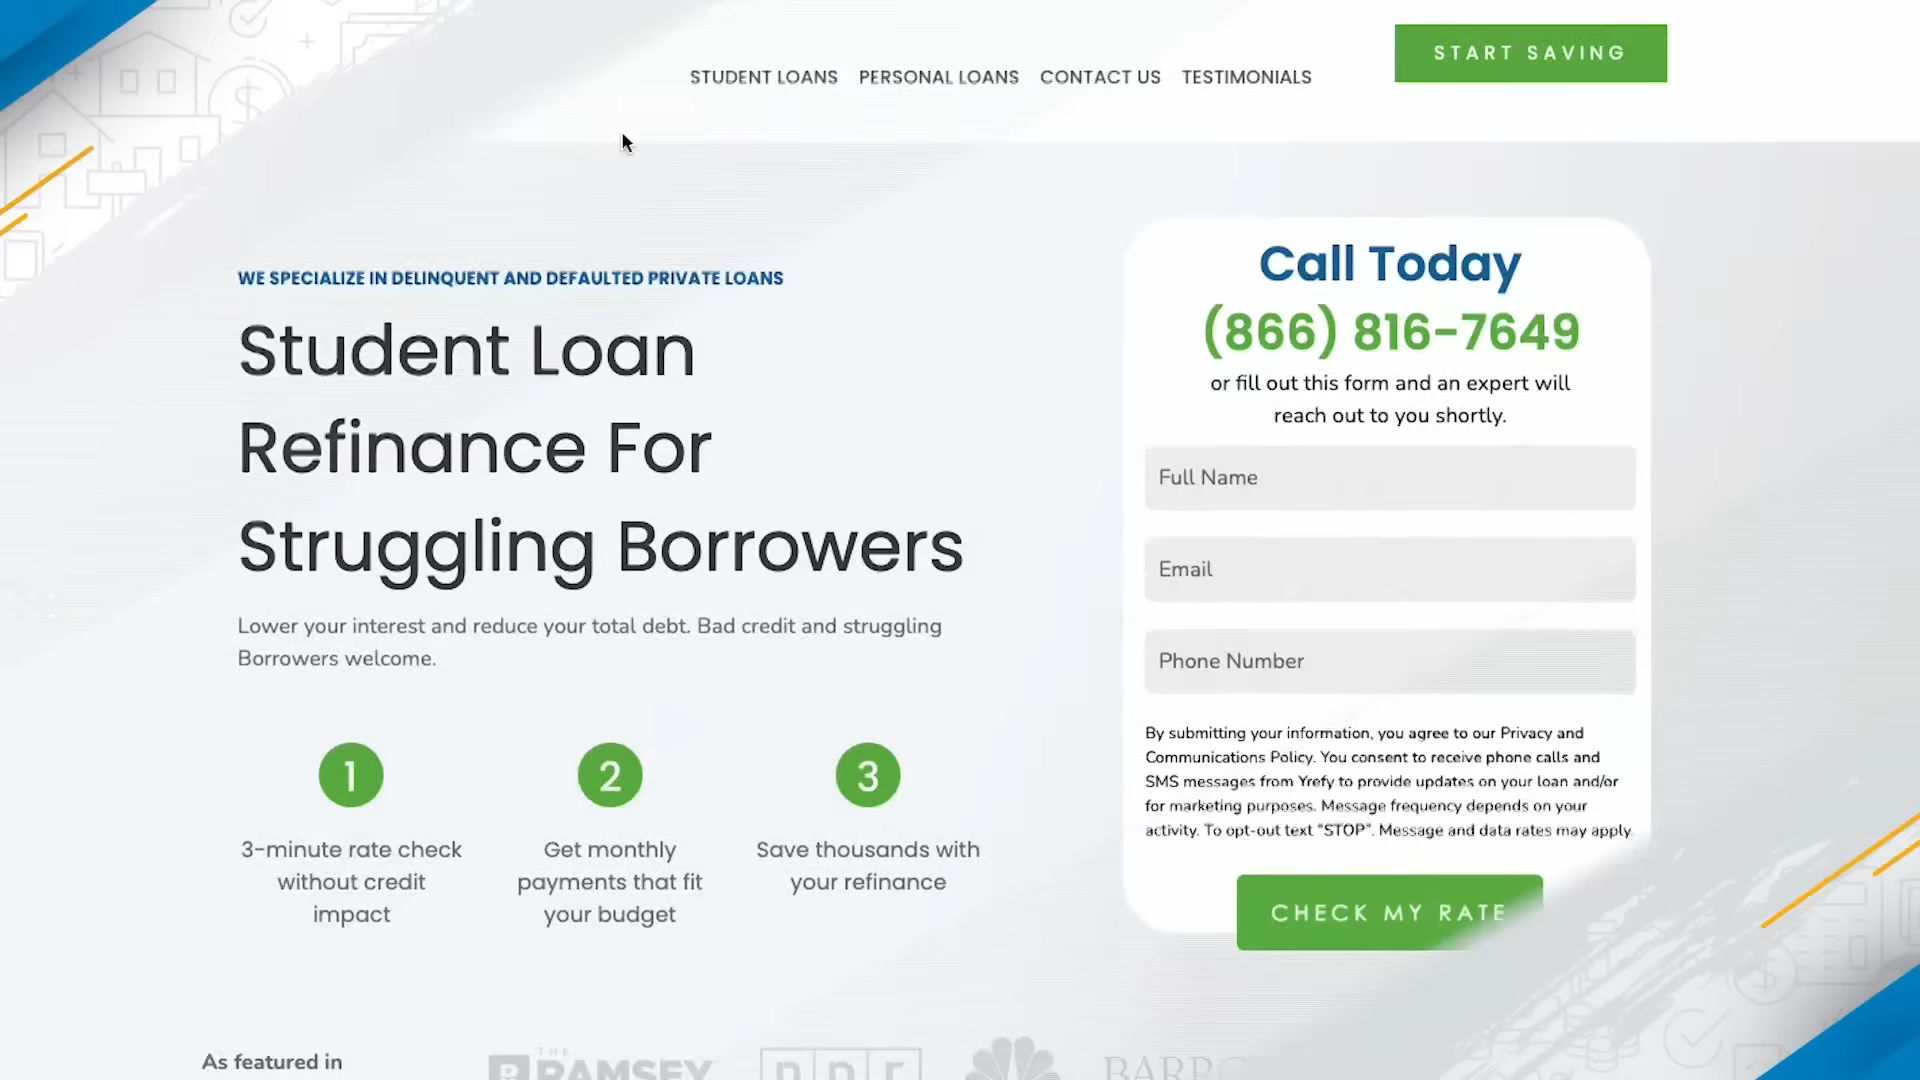 START SAVING
STUDENT LOANS PERSONAL LOANS CONTACT US TESTIMONIALS
WE SPECIALIZE IN DELINQUENT AND DEFAULTED PRIVATE LOANS
Student Loan
Refinance For
Struggling Borrowers
Lower your interest and reduce your total debt. Bad credit and struggling
Borrowers welcome.
1
3-minute rate check
without credit
impact
2
Get monthly
payments that fit
your budget
3
Save thousands with
your refinance
Call Today
(866) 816-7649
or fill out this form and an expert will
reach out to you shortly.
Full Name
Email
Phone Number
By submitting your information, you agree to our Privacy and
Communications Policy. You consent to receive phone calls and
SMS messages from Yrefy to provide updates on your loan and/or
for marketing purposes. Message frequency depends on your
activity. To opt-out text "STOP". Message and data rates may apply
CHECK MY RATE
As featured in
THE
RAMSEY
npr